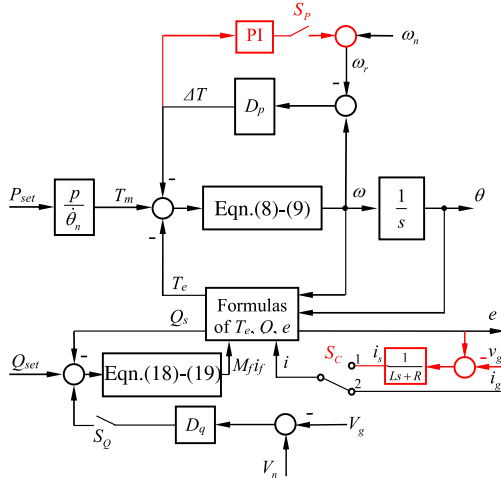 S_P
PI
ω_n
ω_r
-
ΔT
D_p
-
P_set
p
θ̇_n
T_m
-
Eqn.(8)-(9)
ω
1
s
θ
-
T_e
Formulas
of T_e, O, e
Q_s
e
-
Q_set
Eqn.(18)-(19)
M_f i_f
i
S_C
1
i_s
1
Ls+R
-
v_g
2
i_g
S_Q
D_q
-
V_g
V_n